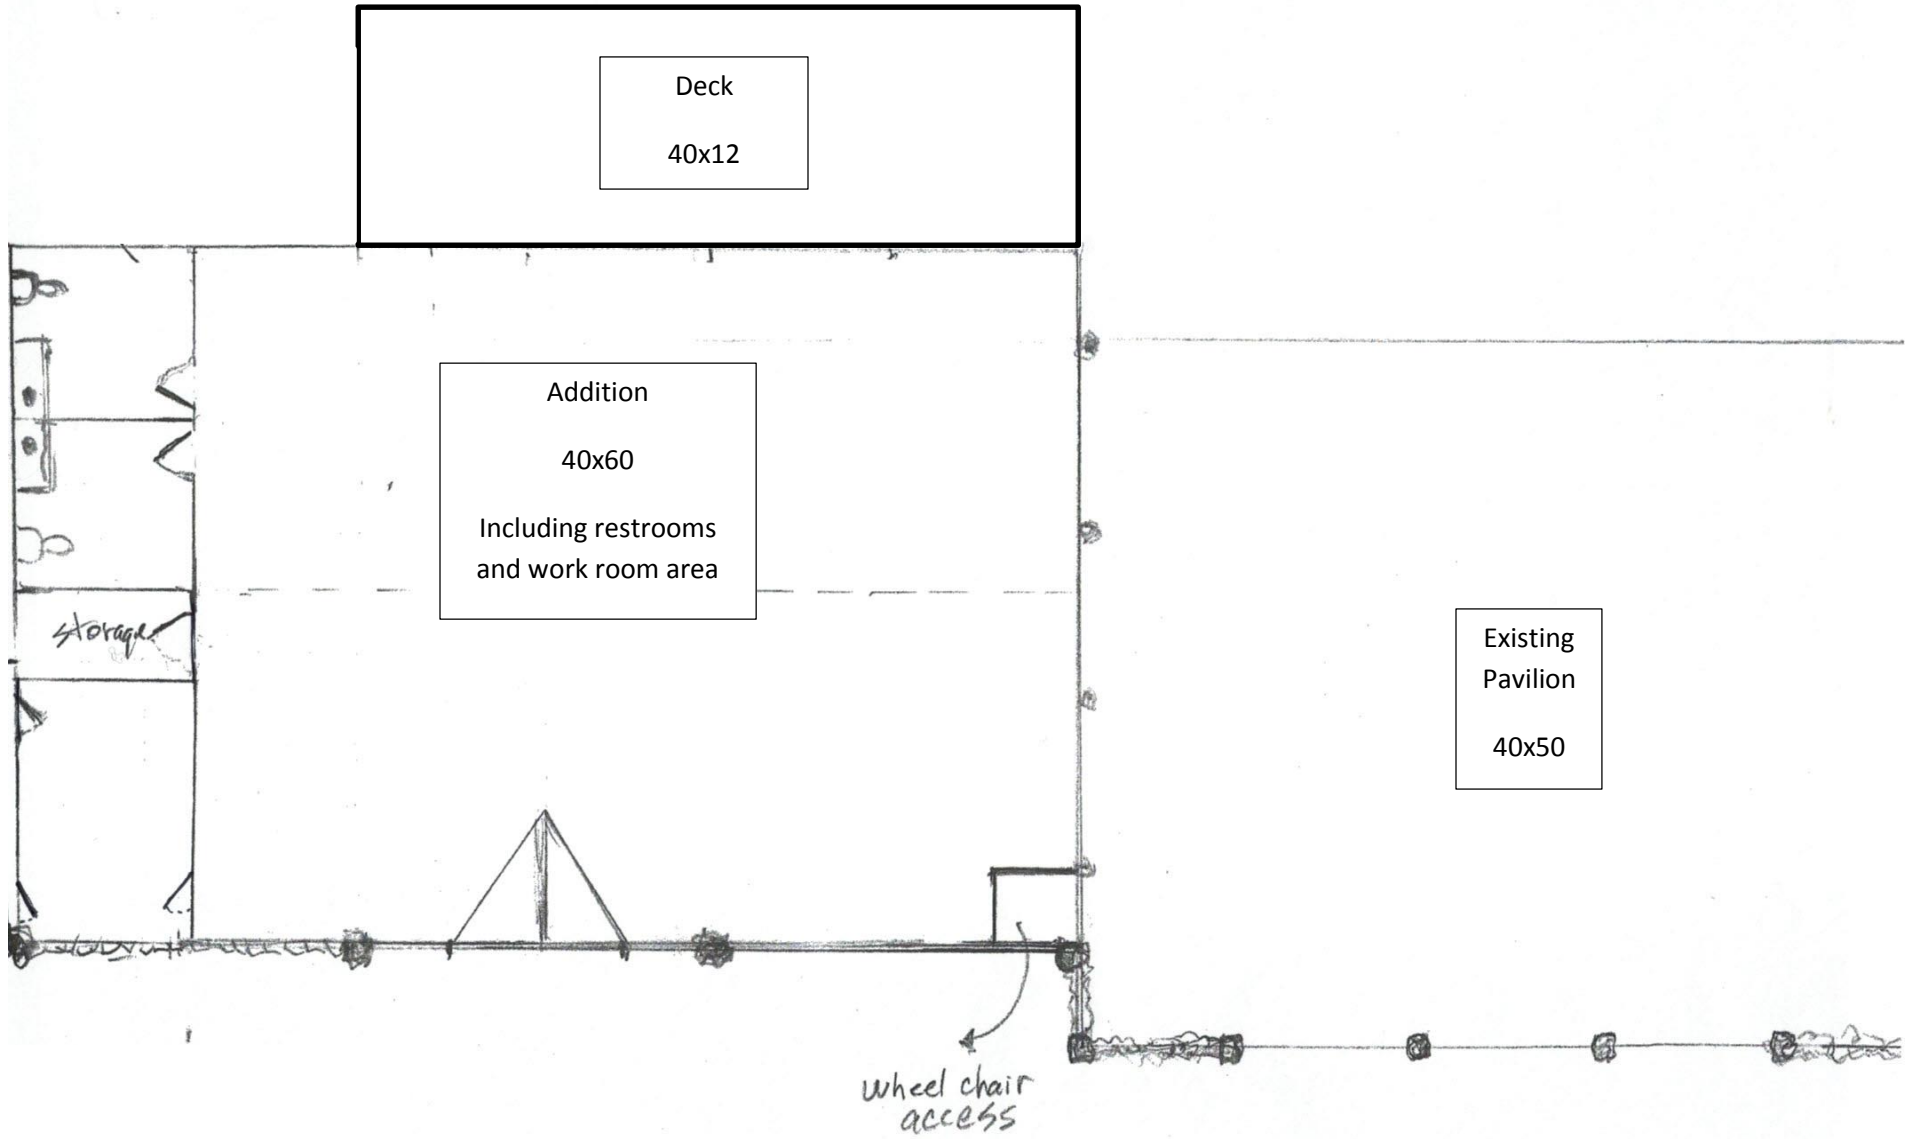 Deck
40x12
Addition
40x60
Including restrooms
and work room area
storage
Existing
Pavilion
40x50
wheel chair
access